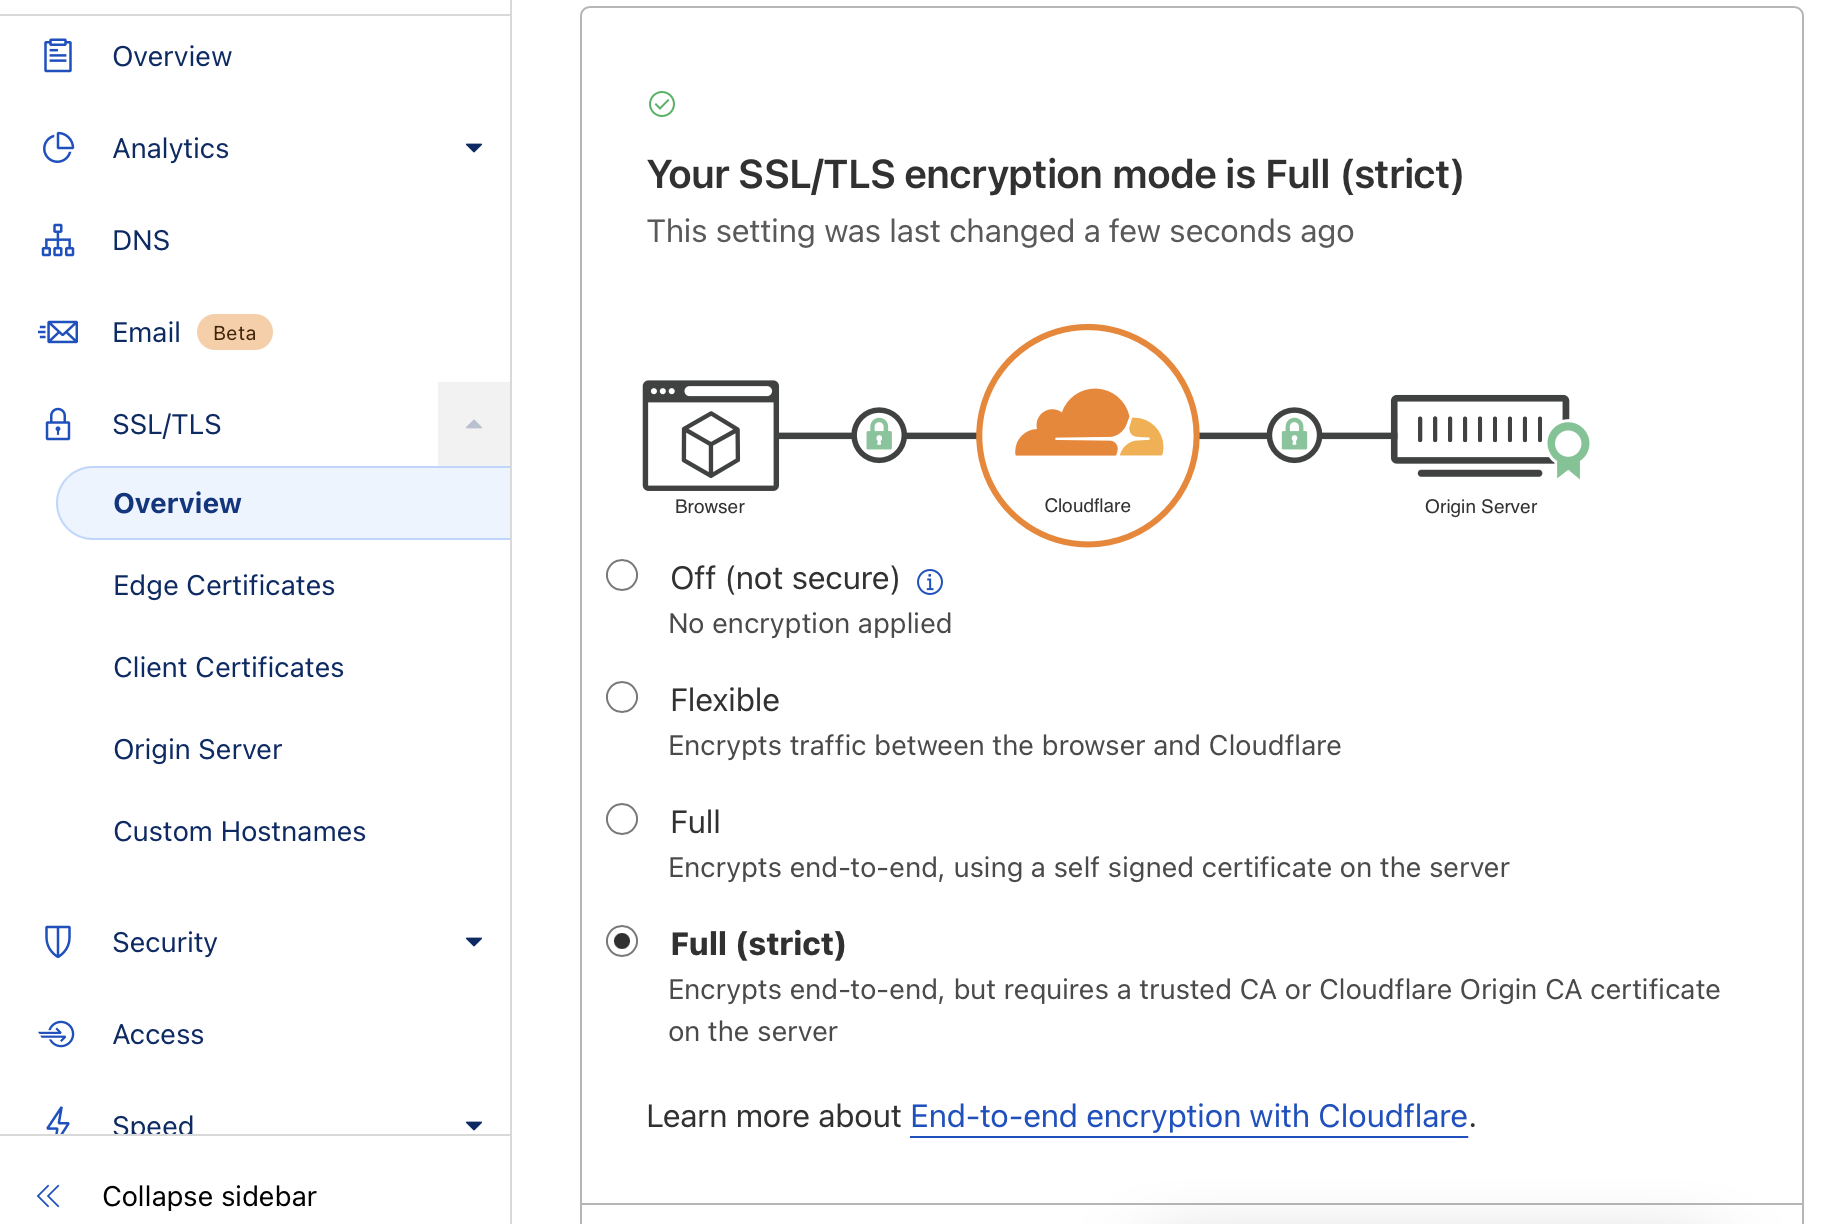 Overview
Analytics
DNS
Email Beta
SSL/TLS
Overview
Edge Certificates
Client Certificates
Origin Server
Custom Hostnames
Security
Access
Speed
Collapse sidebar
Your SSL/TLS encryption mode is Full (strict)
This setting was last changed a few seconds ago
Browser
Cloudflare
Origin Server
Off (not secure)
No encryption applied
Flexible
Encrypts traffic between the browser and Cloudflare
Full
Encrypts end-to-end, using a self signed certificate on the server
Full (strict)
Encrypts end-to-end, but requires a trusted CA or Cloudflare Origin CA certificate
on the server
Learn more about End-to-end encryption with Cloudflare.